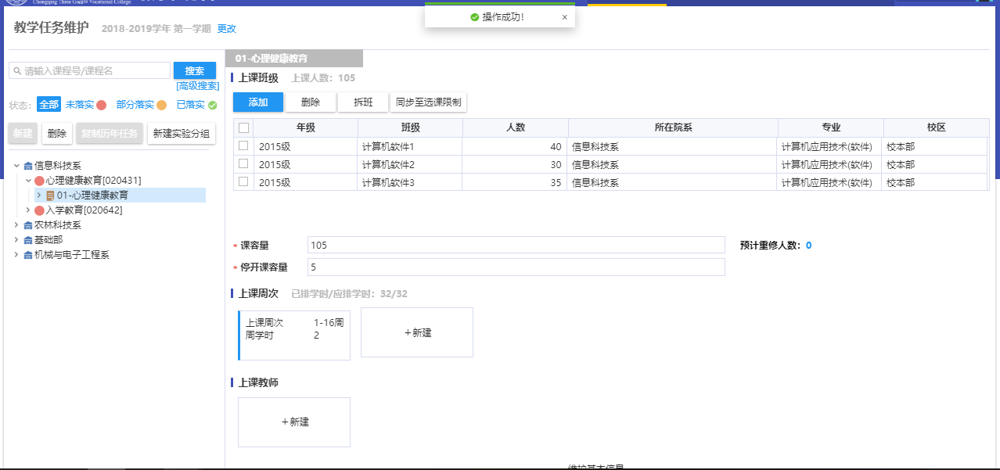 Chongqing Three Gorges Vocational College
操作成功! ×
教学任务维护 2018-2019学年 第一学期 更改
请输入课程号/课程名 搜索
[高级搜索]
状态: 全部 未落实 部分落实 已落实
新建 删除 复制历年任务 新建实验分组
信息科技系
心理健康教育[020431]
01-心理健康教育
入学教育[020642]
农林科技系
基础部
机械与电子工程系
01-心理健康教育
上课班级 上课人数: 105
添加 删除 拆班 同步至选课限制
年级 班级 人数 所在院系 专业 校区
2015级 计算机软件1 40 信息科技系 计算机应用技术(软件) 校本部
2015级 计算机软件2 30 信息科技系 计算机应用技术(软件) 校本部
2015级 计算机软件3 35 信息科技系 计算机应用技术(软件) 校本部
* 课容量 105 预计重修人数: 0
* 停开课容量 5
上课周次 已排学时/应排学时: 32/32
上课周次 1-16周
周学时 2
+新建
上课教师
+新建
维护基本信息